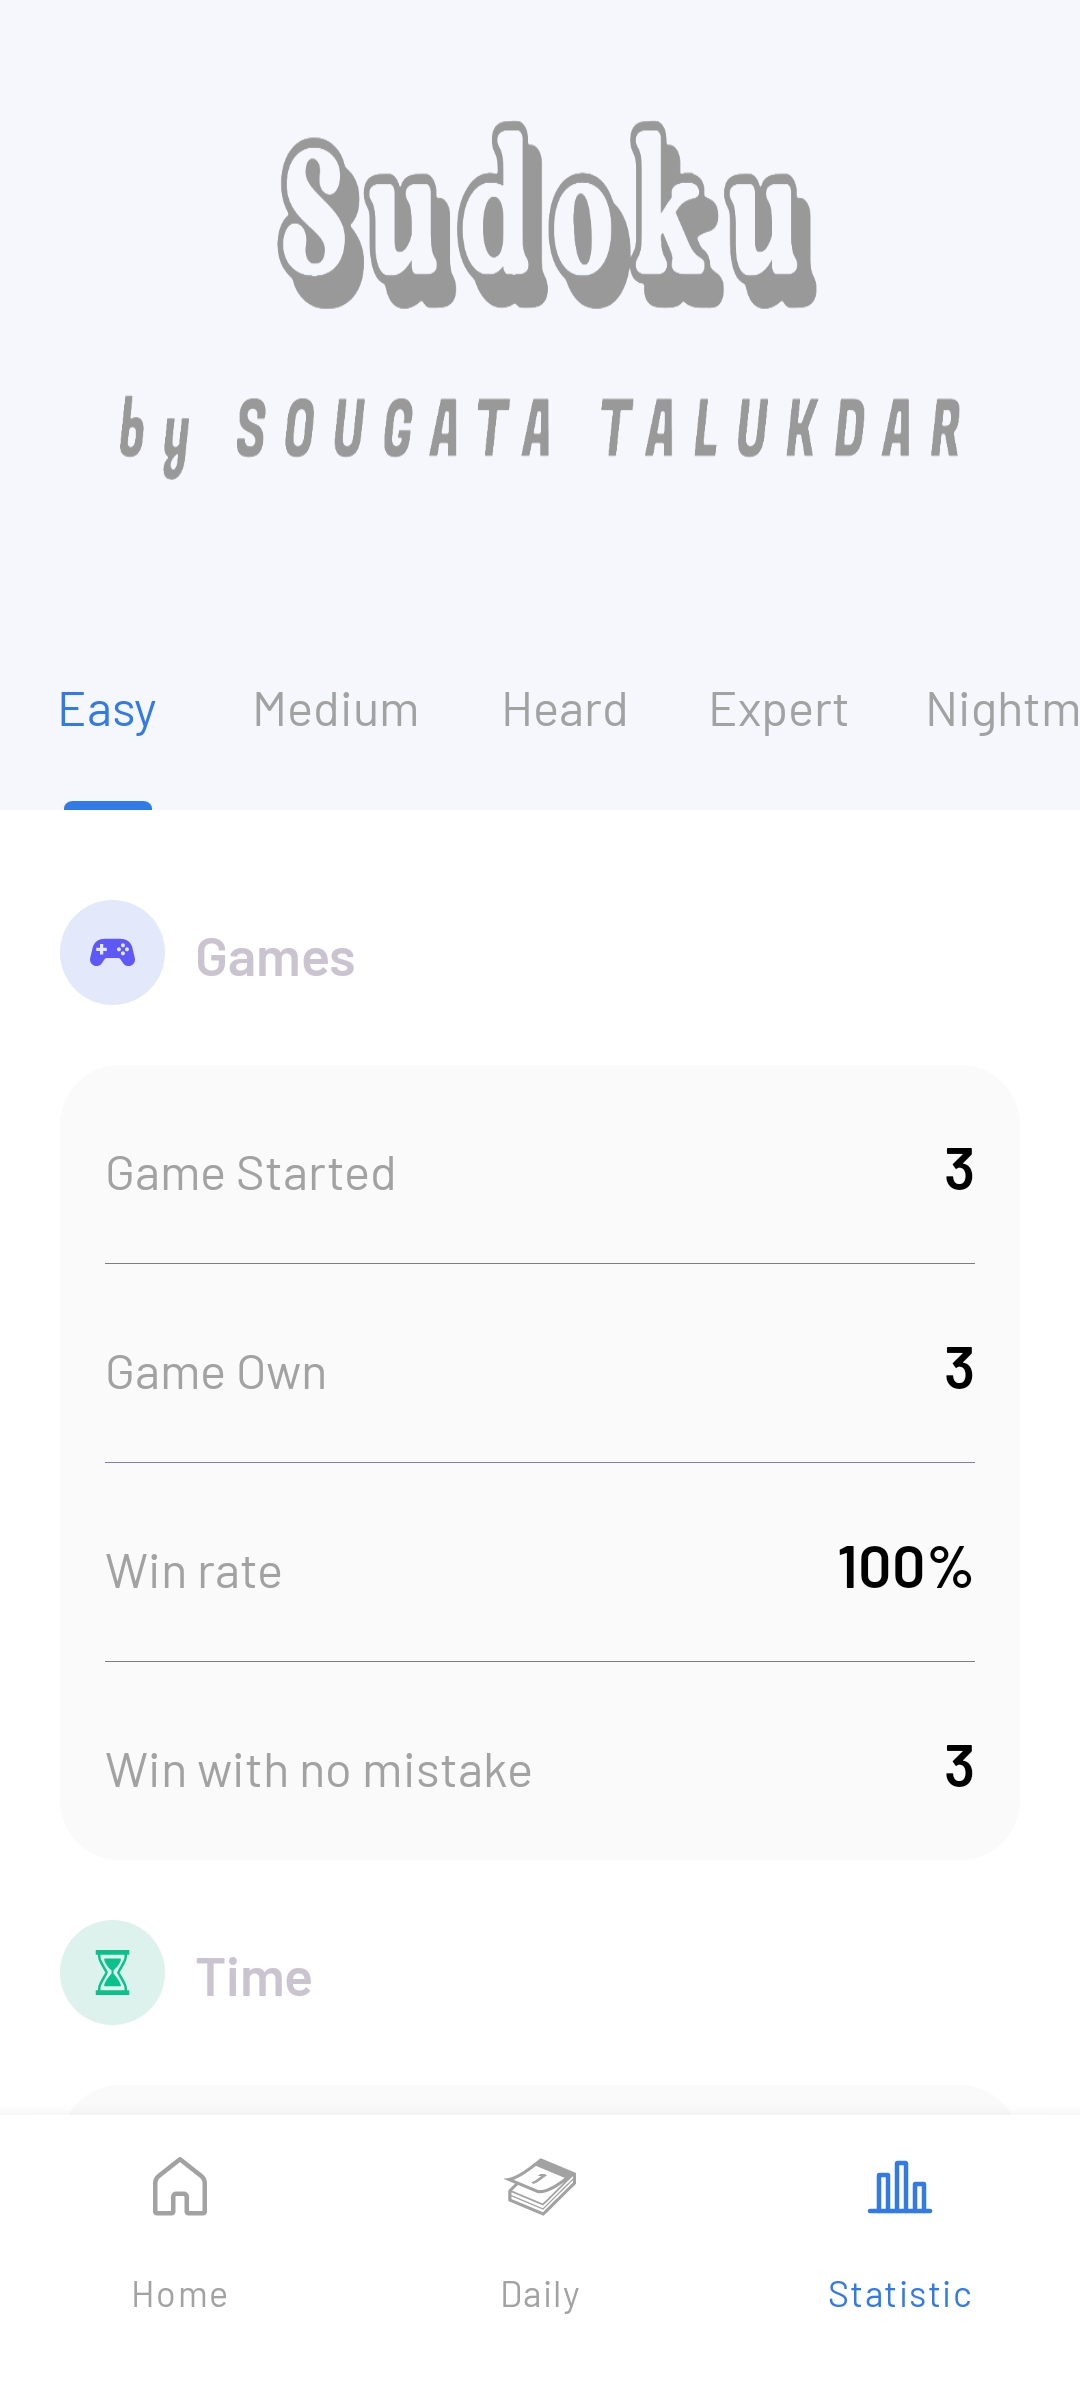 Sudoku
by SOUGATA TALUKDAR
Easy Medium Heard Expert Nightm
Games
Game Started 3
Game Own 3
Win rate 100%
Win with no mistake 3
Time
1
Home Daily Statistic